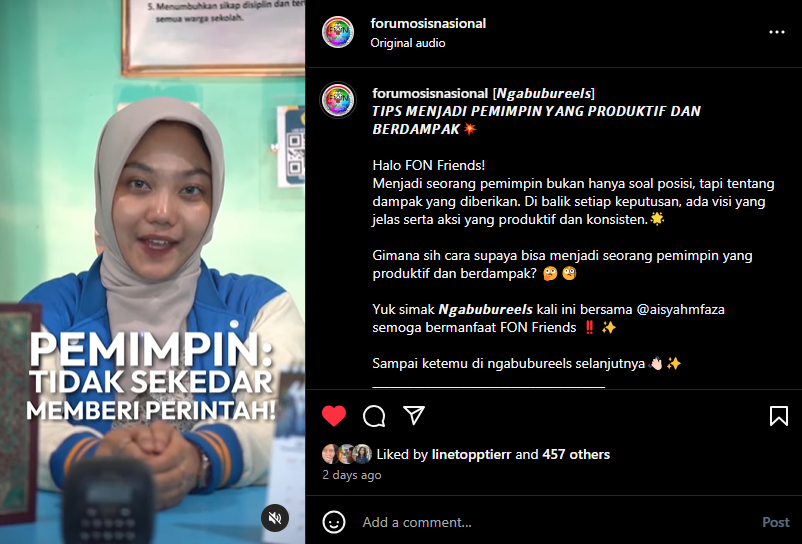 5. Menumbuhkan sikap disiplin dan
semua warga sekolah.
PEMIMPIN:
TIDAK SEKEDAR
MEMBERI PERINTAH!
forumosisnasional
Original audio
forumosisnasional [Ngabubureels]
TIPS MENJADI PEMIMPIN YANG PRODUKTIF DAN
BERDAMPAK💥
Halo FON Friends!
Menjadi seorang pemimpin bukan hanya soal posisi, tapi tentang
dampak yang diberikan. Di balik setiap keputusan, ada visi yang
jelas serta aksi yang produktif dan konsisten.🌟
Gimana sih cara supaya bisa menjadi seorang pemimpin yang
produktif dan berdampak? 🤔🧐
Yuk simak Ngabubureels kali ini bersama @aisyahmfaza
semoga bermanfaat FON Friends ‼️✨
Sampai ketemu di ngabubureels selanjutnya👋🏻✨
Liked by linetopptierr and 457 others
2 days ago
Add a comment...
Post